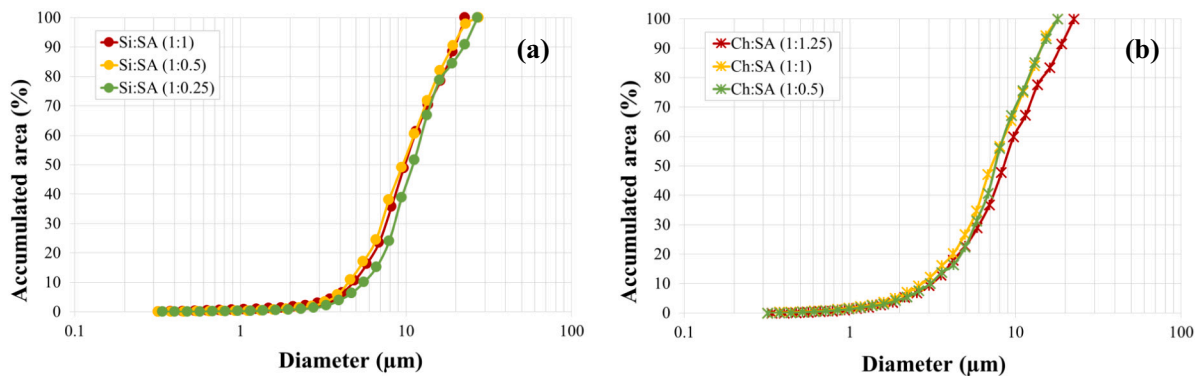 100
90
80
70
60
50
40
30
20
10
0
Accumulated area (%)
Si:SA (1:1)
Si:SA (1:0.5)
Si:SA (1:0.25)
(a)
0.1 1 10 100
Diameter (µm)
100
90
80
70
60
50
40
30
20
10
0
Accumulated area (%)
Ch:SA (1:1.25)
Ch:SA (1:1)
Ch:SA (1:0.5)
(b)
0.1 1 10 100
Diameter (µm)